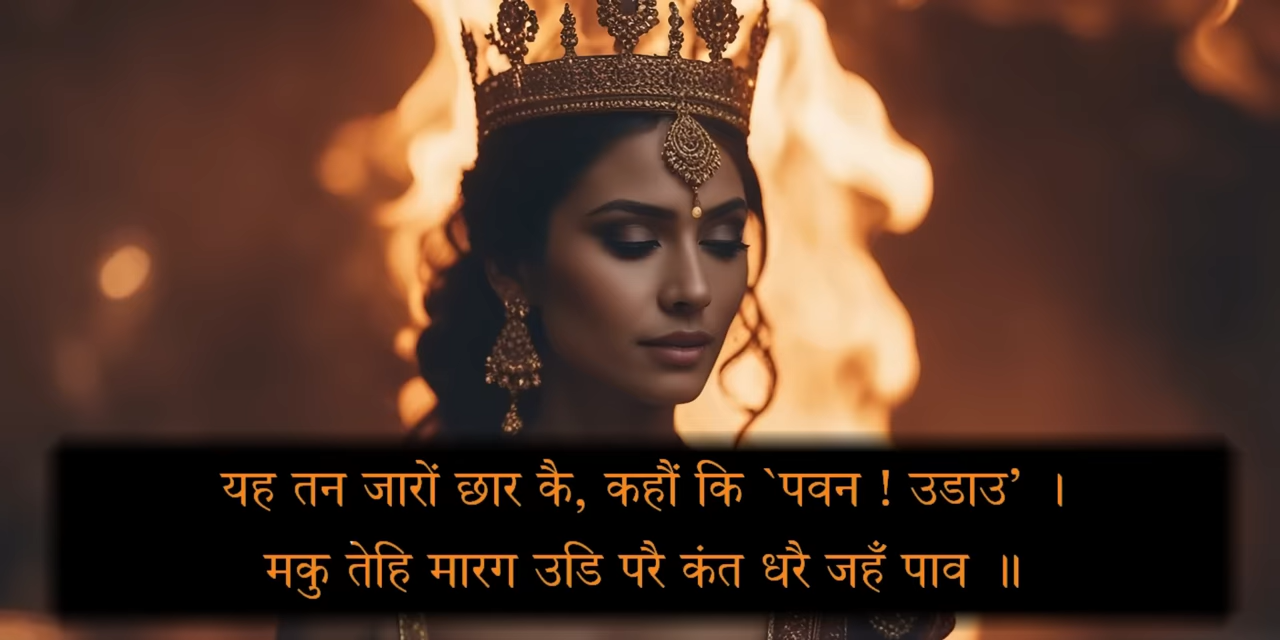 यह तन जारों छार कै, कहौं कि `पवन ! उडाउ’ ।
मकु तेहि मारग उडि परै कंत धरै जहँ पाव ॥